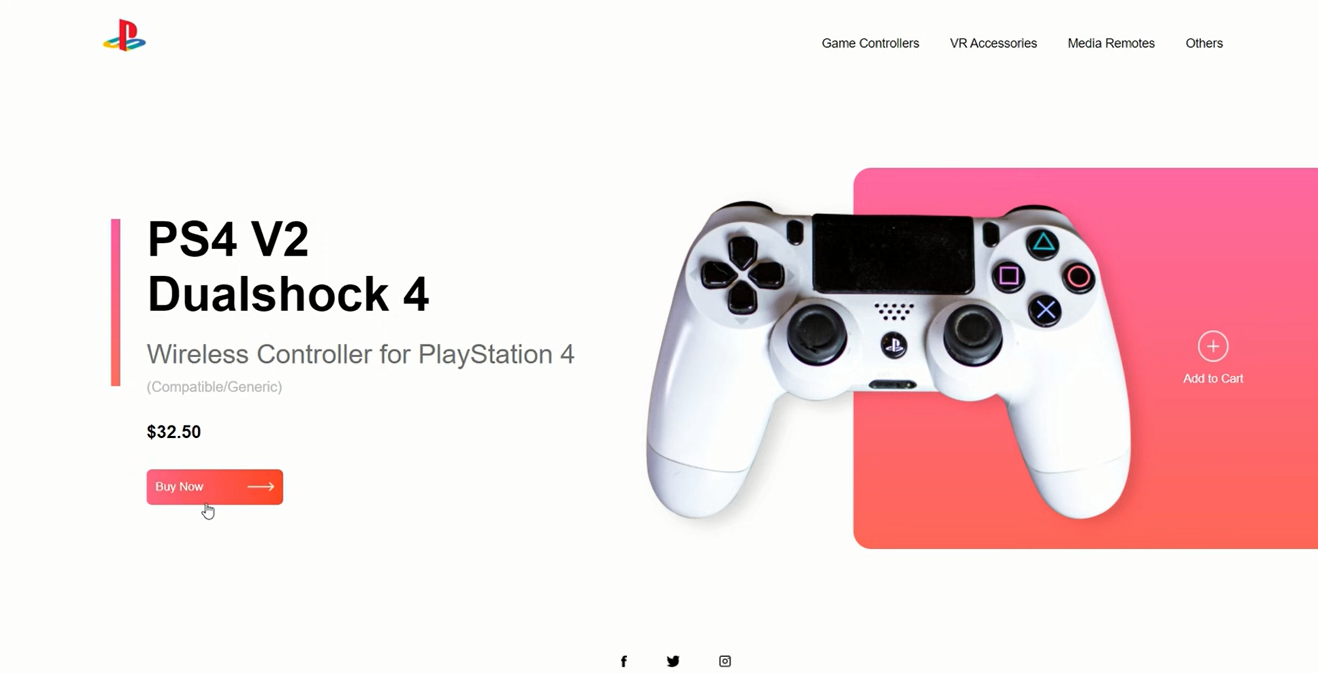 Game Controllers VR Accessories Media Remotes Others
PS4 V2
Dualshock 4
Wireless Controller for PlayStation 4
(Compatible/Generic)
$32.50
Buy Now
Add to Cart